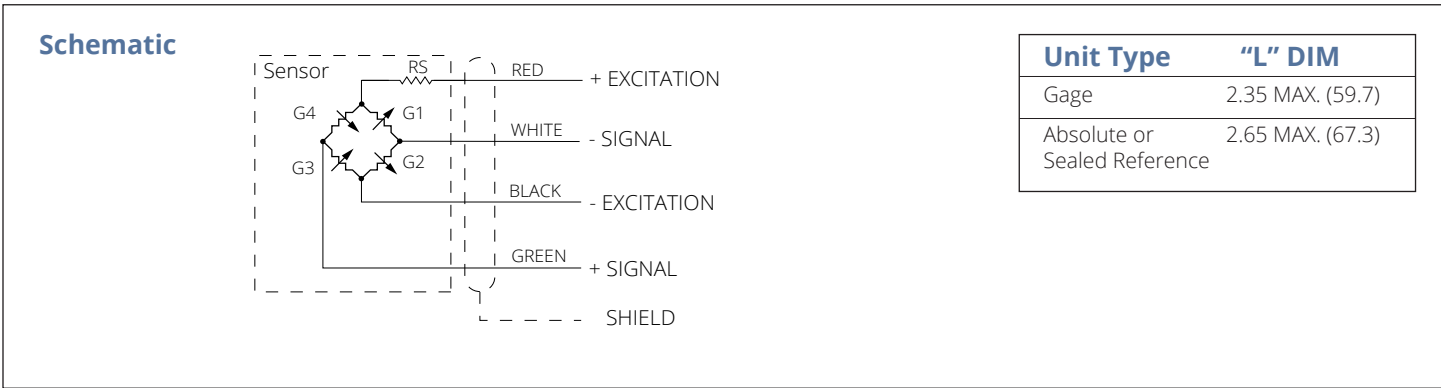 Schematic
Sensor
RS
RED
+ EXCITATION
G4
G1
WHITE
- SIGNAL
G3
G2
BLACK
- EXCITATION
GREEN
+ SIGNAL
SHIELD
Unit Type “L” DIM
Gage 2.35 MAX. (59.7)
Absolute or 2.65 MAX. (67.3)
Sealed Reference